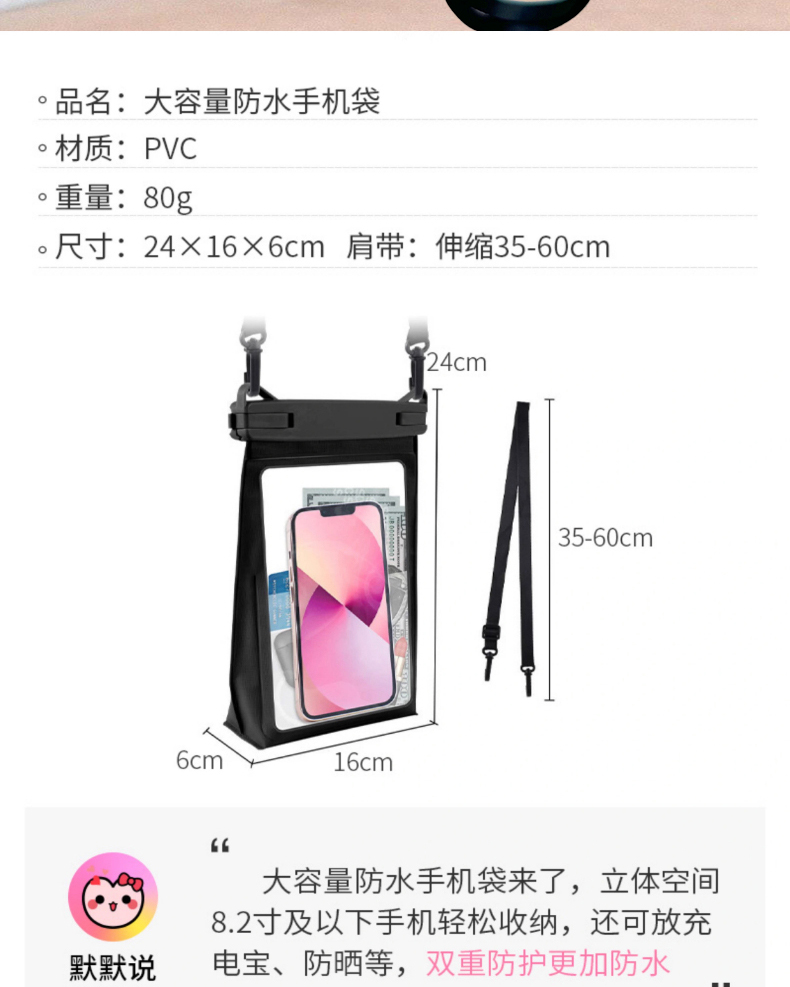 品名：大容量防水手机袋
材质：PVC
重量：80g
尺寸：24×16×6cm 肩带：伸缩35-60cm
24cm
35-60cm
6cm
16cm
“
大容量防水手机袋来了，立体空间
8.2寸及以下手机轻松收纳，还可放充
电宝、防晒等，双重防护更加防水
默默说